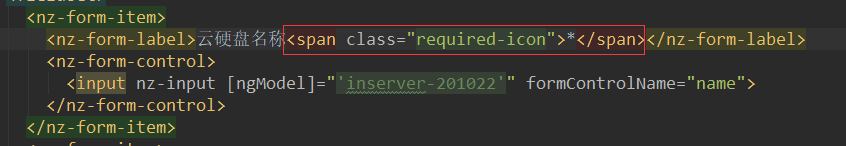 <nz-form-item>
<nz-form-label>云硬盘名称<span class="required-icon">*</span></nz-form-label>
<nz-form-control>
<input nz-input [ngModel]="'inserver-201022'" formControlName="name">
</nz-form-control>
</nz-form-item>